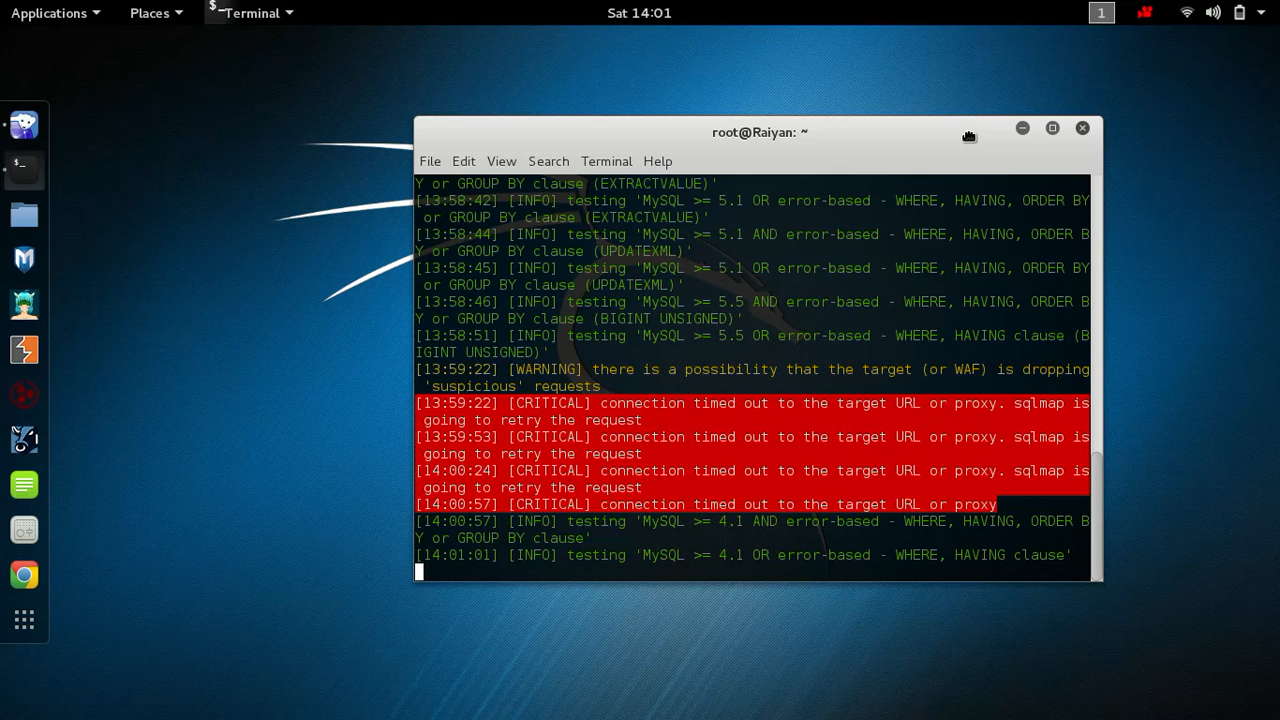 Applications Places Terminal Sat 14:01 1
root@Raiyan: ~
File Edit View Search Terminal Help
Y or GROUP BY clause (EXTRACTVALUE)'
[13:58:42] [INFO] testing 'MySQL >= 5.1 OR error-based - WHERE, HAVING, ORDER BY
 or GROUP BY clause (EXTRACTVALUE)'
[13:58:44] [INFO] testing 'MySQL >= 5.1 AND error-based - WHERE, HAVING, ORDER B
Y or GROUP BY clause (UPDATEXML)'
[13:58:45] [INFO] testing 'MySQL >= 5.1 OR error-based - WHERE, HAVING, ORDER BY
 or GROUP BY clause (UPDATEXML)'
[13:58:46] [INFO] testing 'MySQL >= 5.5 AND error-based - WHERE, HAVING, ORDER B
Y or GROUP BY clause (BIGINT UNSIGNED)'
[13:58:51] [INFO] testing 'MySQL >= 5.5 OR error-based - WHERE, HAVING clause (B
IGINT UNSIGNED)'
[13:59:22] [WARNING] there is a possibility that the target (or WAF) is dropping
 'suspicious' requests
[13:59:22] [CRITICAL] connection timed out to the target URL or proxy. sqlmap is
 going to retry the request
[13:59:53] [CRITICAL] connection timed out to the target URL or proxy. sqlmap is
 going to retry the request
[14:00:24] [CRITICAL] connection timed out to the target URL or proxy. sqlmap is
 going to retry the request
[14:00:57] [CRITICAL] connection timed out to the target URL or proxy
[14:00:57] [INFO] testing 'MySQL >= 4.1 AND error-based - WHERE, HAVING, ORDER B
Y or GROUP BY clause'
[14:01:01] [INFO] testing 'MySQL >= 4.1 OR error-based - WHERE, HAVING clause'